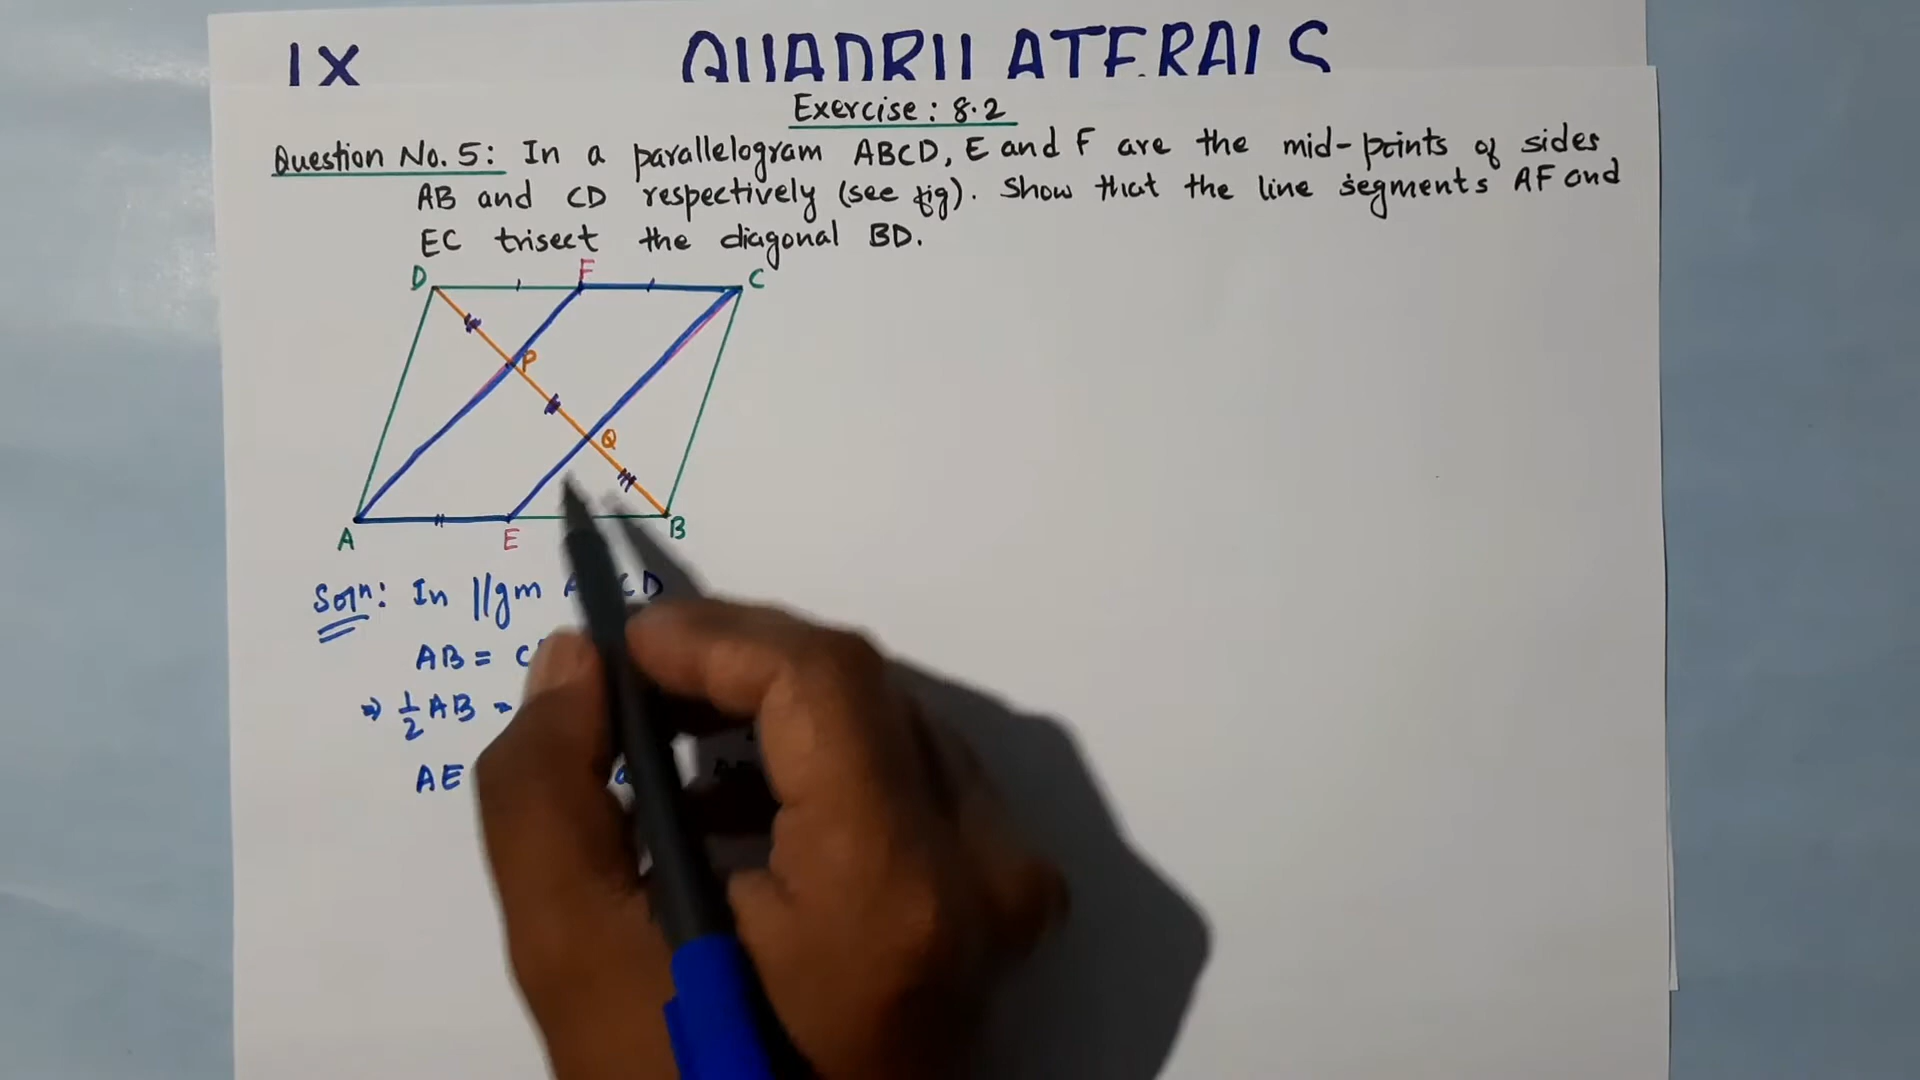 IX QUADRILATERALS
Exercise: 8.2
Question No. 5: In a parallelogram ABCD, E and F are the mid-points of sides
AB and CD respectively (see fig). Show that the line segments AF and
EC trisect the diagonal BD.
D F C
P
Q
A E B
Solⁿ: In ||gm CD
AB =
⇒ 1/2 AB =
AE